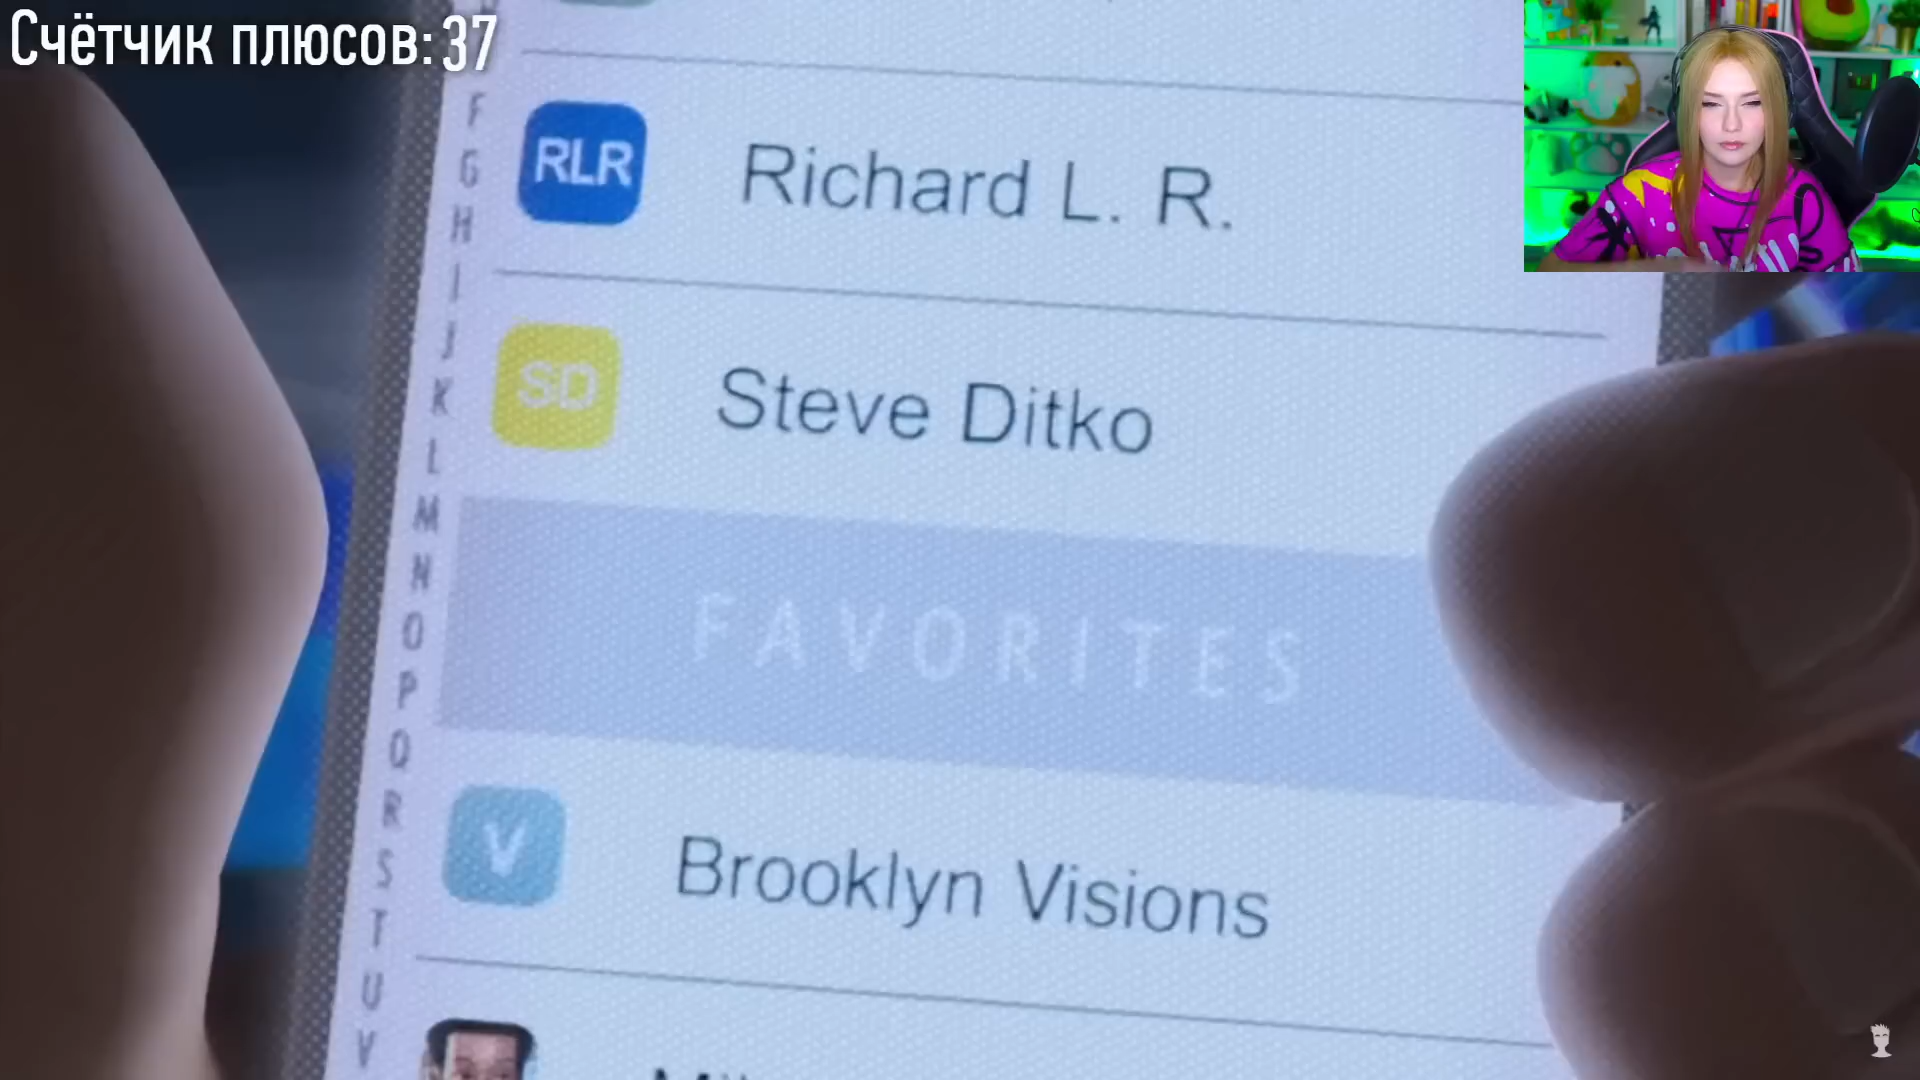 Счётчик плюсов: 37
F
G
H
I
J
K
L
M
N
O
P
Q
R
S
T
U
V
RLR Richard L. R.
SD Steve Ditko
FAVORITES
V Brooklyn Visions